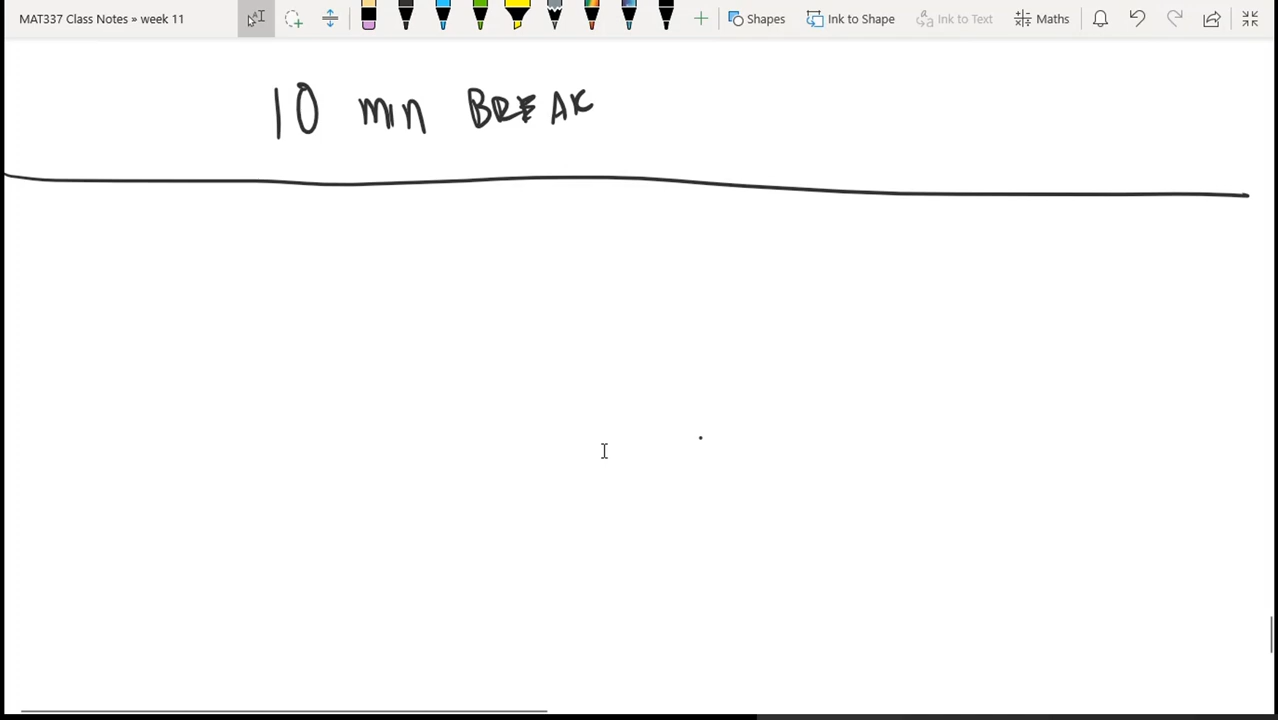 MAT337 Class Notes » week 11
Shapes
Ink to Shape
Ink to Text
Maths
10 min BREAK